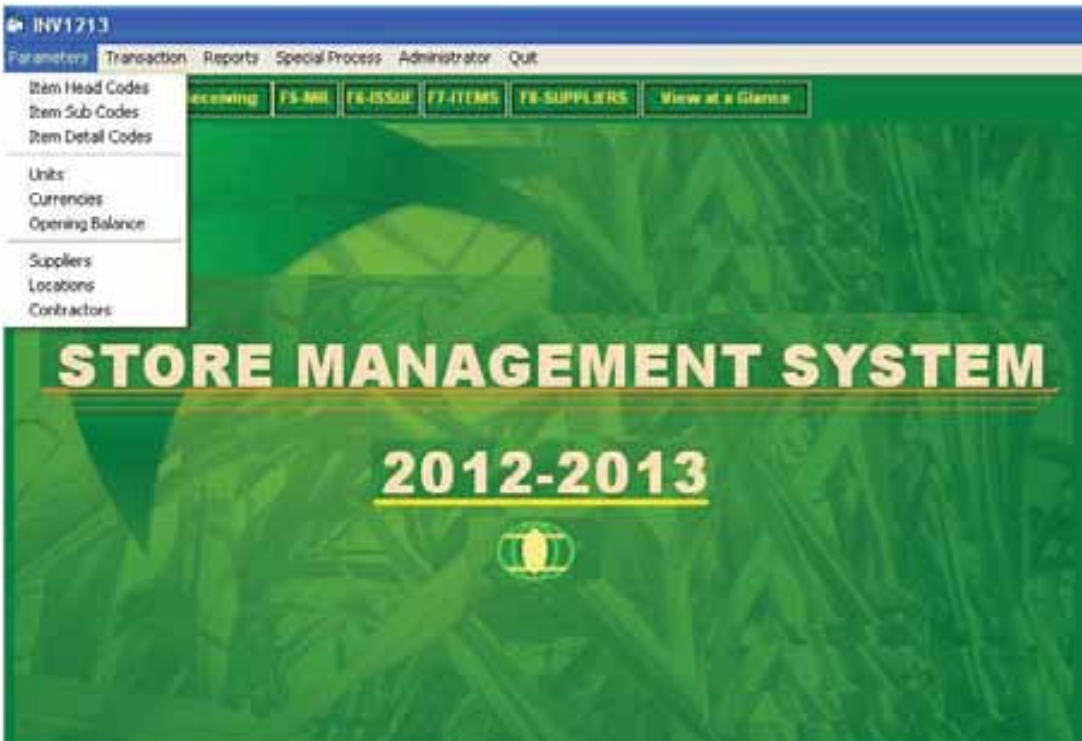 INV1213
Parameters Transaction Reports Special Process Administrator Quit
Item Head Codes
Item Sub Codes
Item Detail Codes
Units
Currencies
Opening Balance
Suppliers
Locations
Contractors
eceiving F5-MR F6-ISSUE F7-ITEMS F8-SUPPLIERS View at a Glance
STORE MANAGEMENT SYSTEM
2012-2013